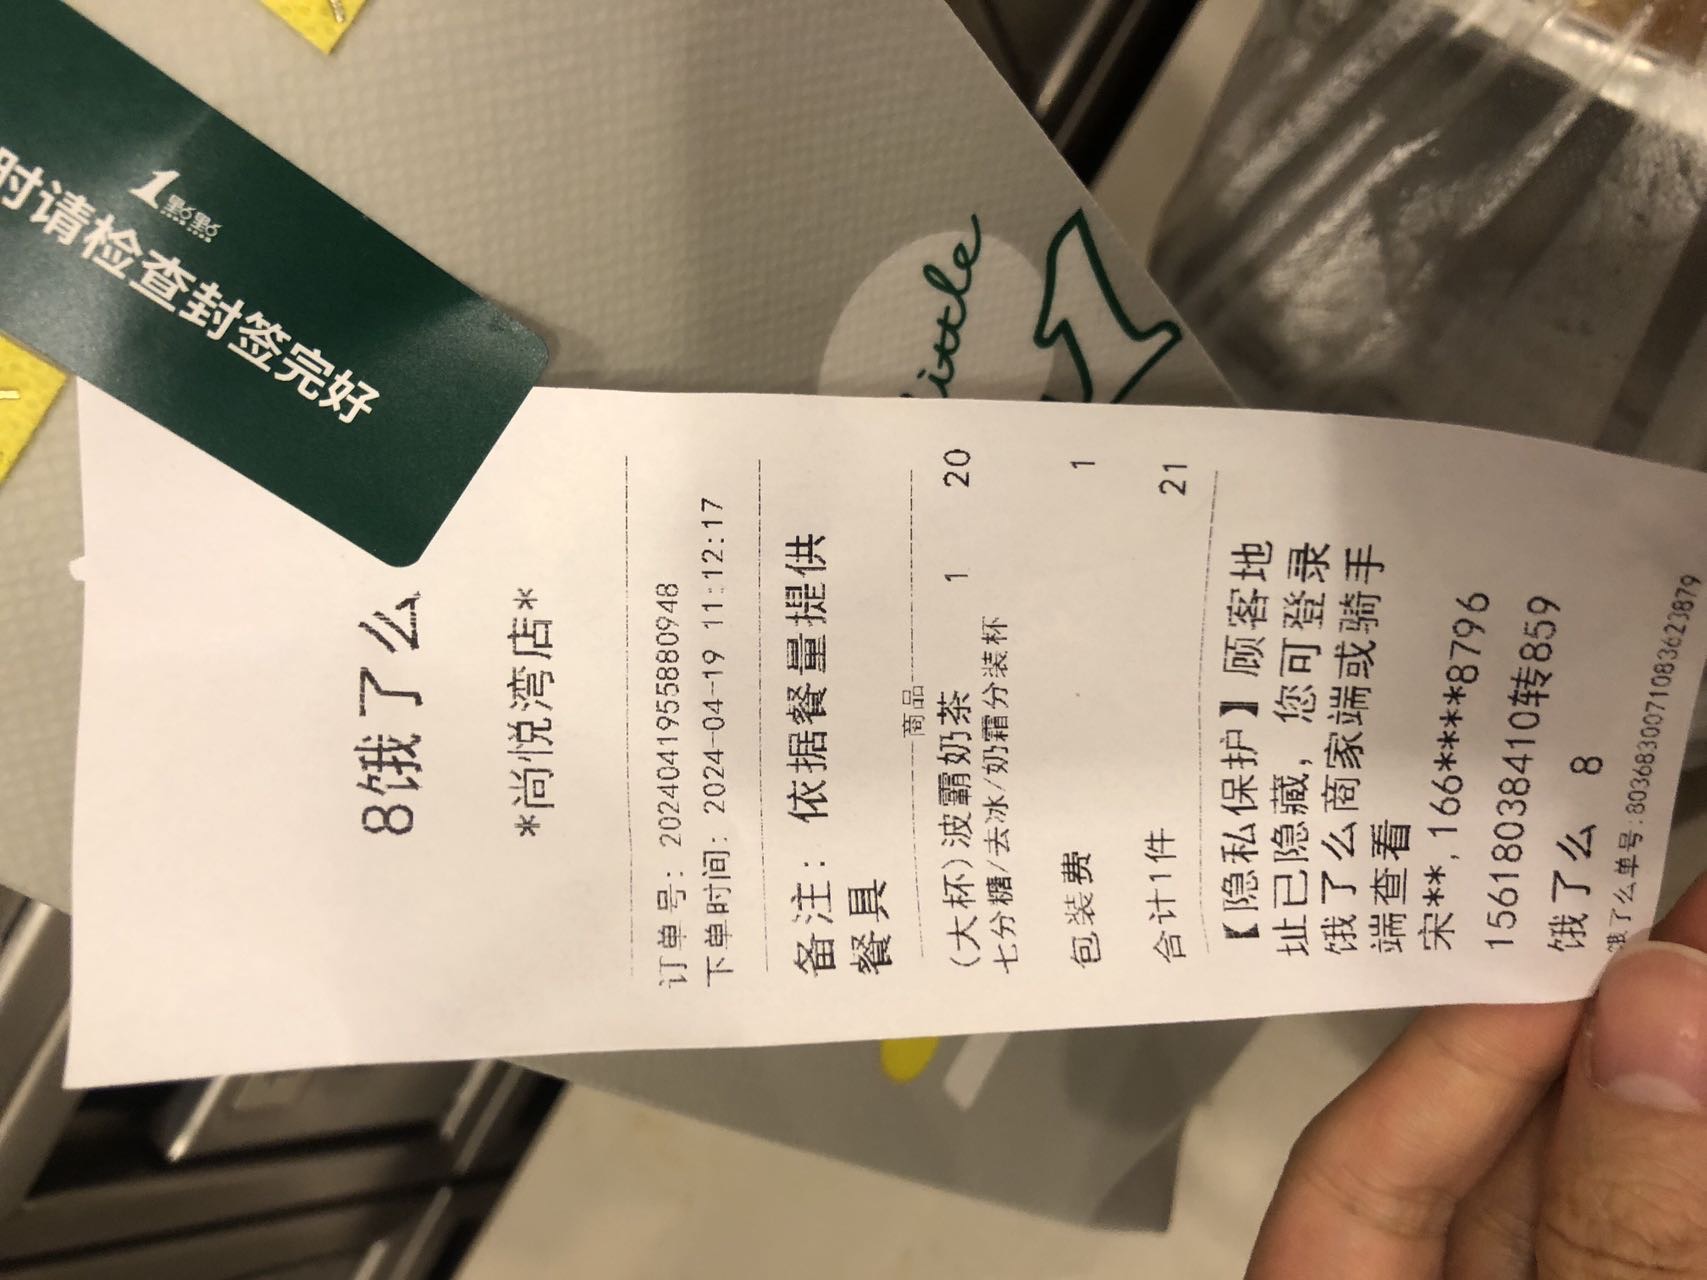 1點點
时请检查封签完好
little
8饿了么
*尚悦湾店*
订单号: 20240419558880948
下单时间: 2024-04-19 11:12:17
备注: 依据餐量提供
餐具
商品
(大杯)波霸奶茶 1 20
七分糖/去冰/奶霜分装杯
包装费 1
合计1件 21
【隐私保护】顾客地
址已隐藏,您可登录
饿了么商家端或骑手
端查看
宋**,166****8796
15618038410转859
饿了么 8
饿了么单号:8036830071083623879